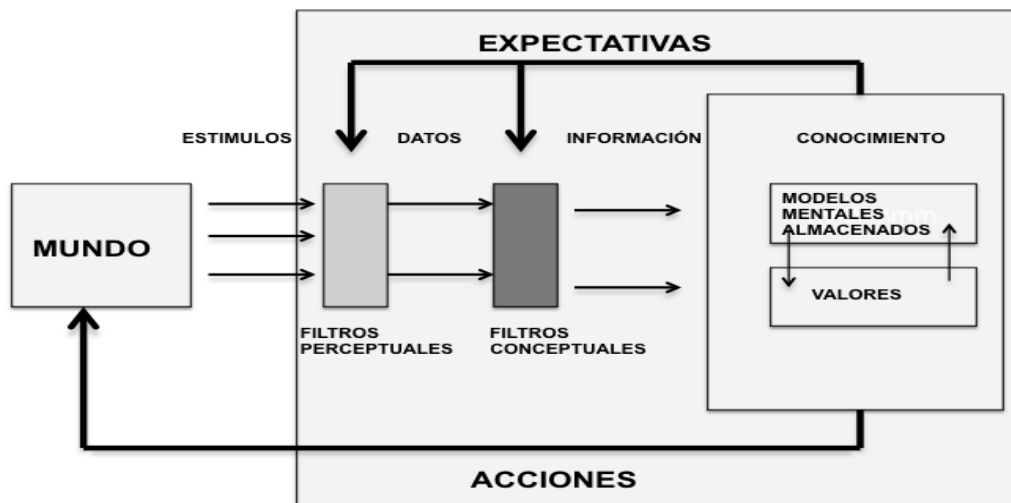 EXPECTATIVAS
ESTIMULOS
DATOS
INFORMACIÓN
CONOCIMIENTO
MUNDO
MODELOS
MENTALES
ALMACENADOS
VALORES
FILTROS
PERCEPTUALES
FILTROS
CONCEPTUALES
ACCIONES